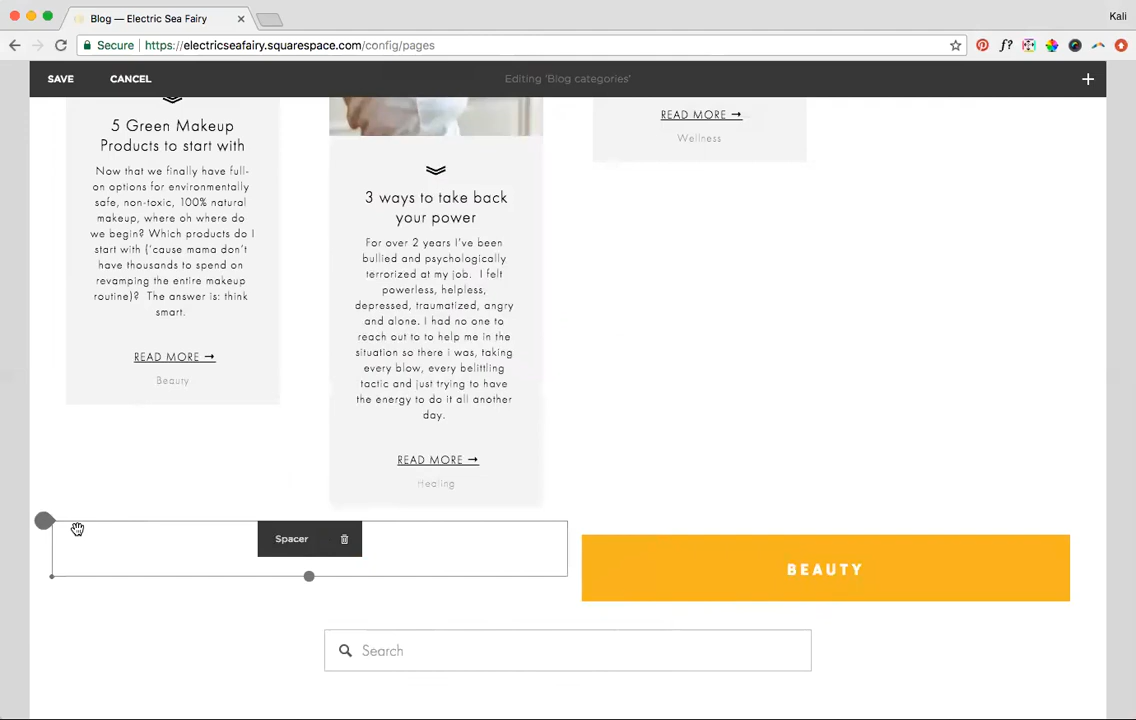 Blog — Electric Sea Fairy
Kali
Secure
https://electricseafairy.squarespace.com/config/pages
f?
SAVE
CANCEL
Editing 'Blog categories'
5 Green Makeup
Products to start with
Now that we finally have full-
on options for environmentally
safe, non-toxic, 100% natural
makeup, where oh where do
we begin? Which products do I
start with ('cause mama don't
have thousands to spend on
revamping the entire makeup
routine)? The answer is: think
smart.
READ MORE →
Beauty
3 ways to take back
your power
For over 2 years I've been
bullied and psychologically
terrorized at my job. I felt
powerless, helpless,
depressed, traumatized, angry
and alone. I had no one to
reach out to to help me in the
situation so there i was, taking
every blow, every belittling
tactic and just trying to have
the energy to do it all another
day.
READ MORE →
Healing
READ MORE →
Wellness
Spacer
BEAUTY
Search